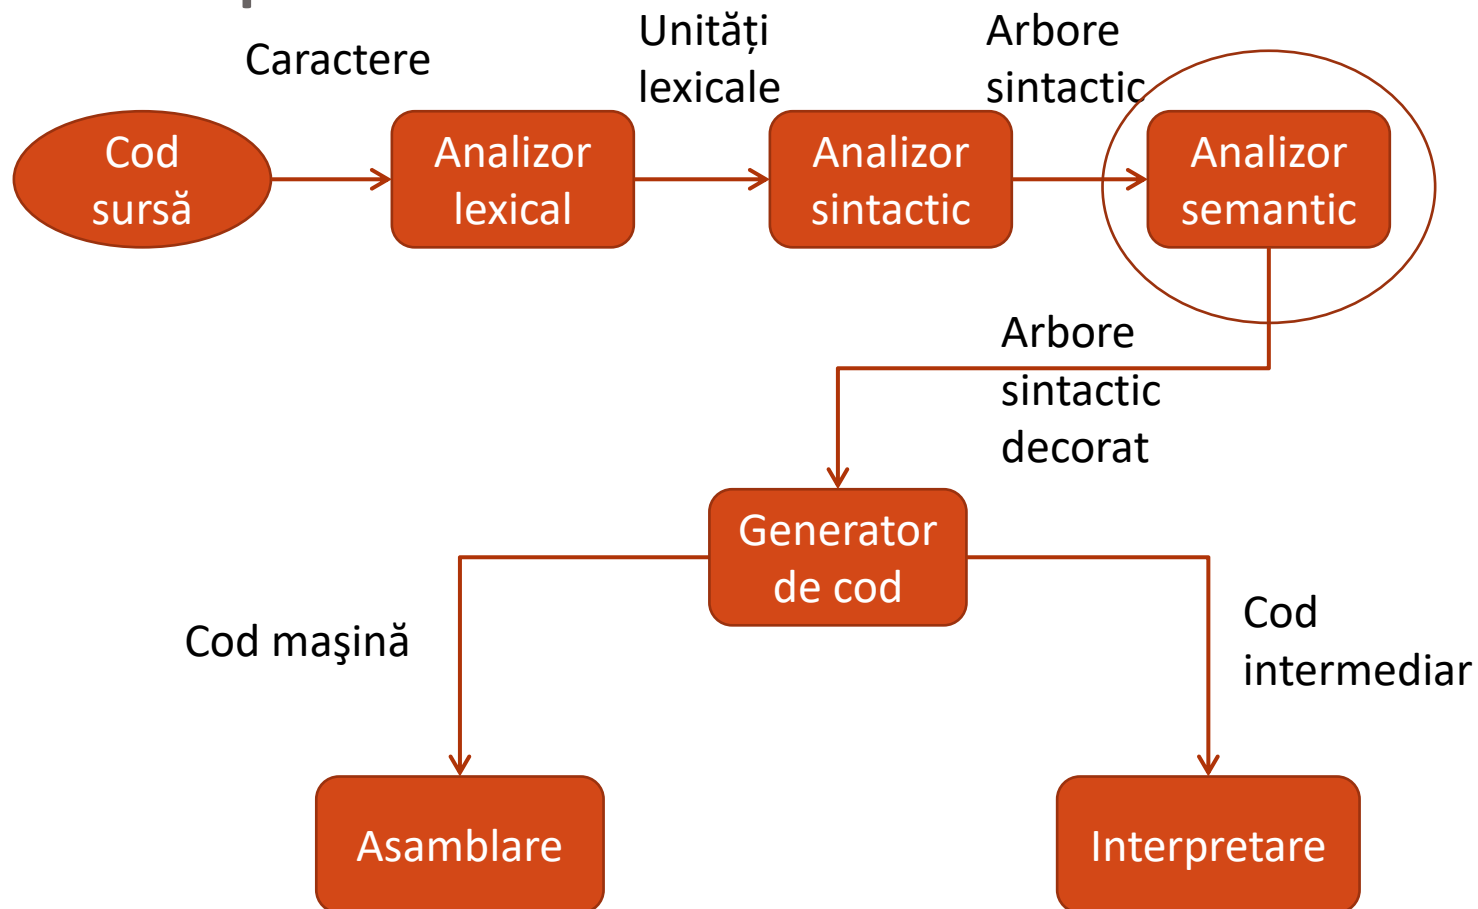 Caractere
Unități
lexicale
Arbore
sintactic
Cod
sursă
Analizor
lexical
Analizor
sintactic
Analizor
semantic
Arbore
sintactic
decorat
Generator
de cod
Cod maşină
Cod
intermediar
Asamblare
Interpretare